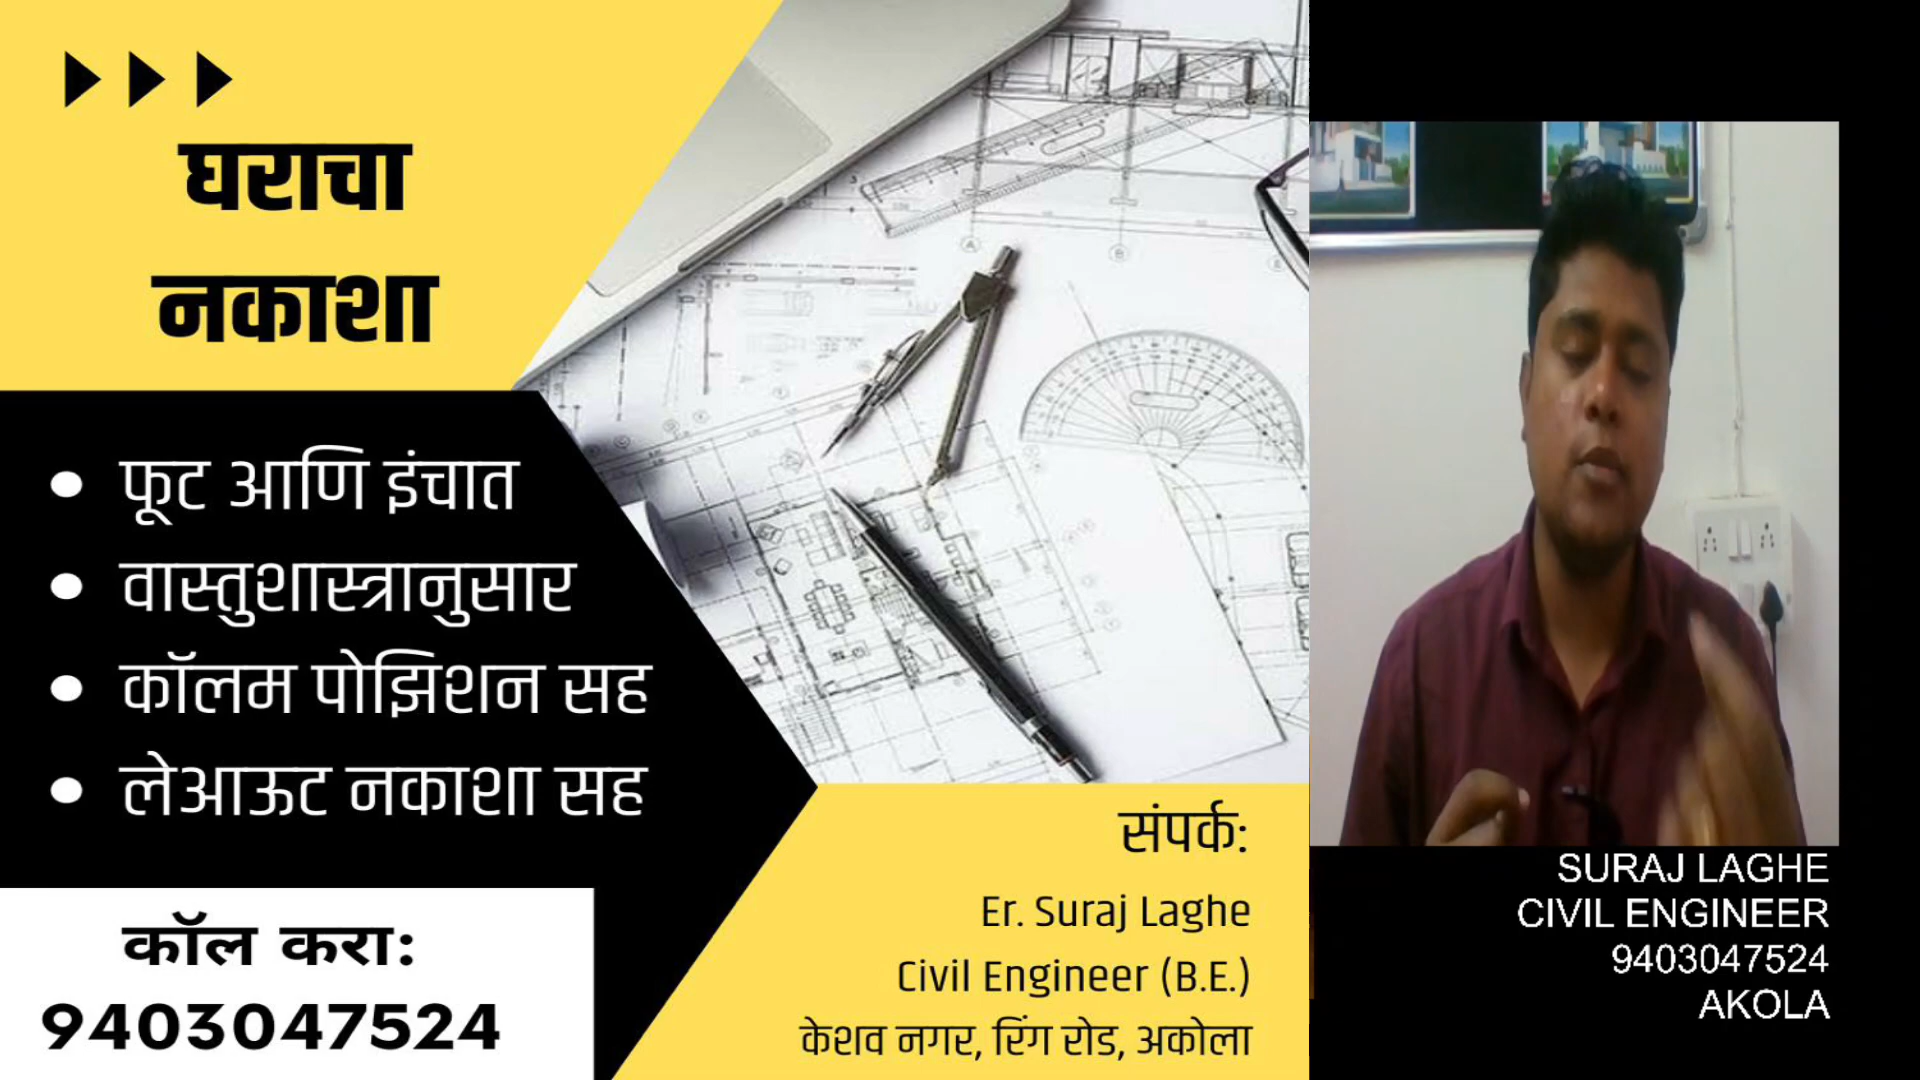 घराचा
नकाशा
फूट आणि इंचात
वास्तुशास्त्रानुसार
कॉलम पोझिशन सह
लेआऊट नकाशा सह
कॉल करा:
9403047524
संपर्क:
Er. Suraj Laghe
Civil Engineer (B.E.)
केशव नगर, रिंग रोड, अकोला
SURAJ LAGHE
CIVIL ENGINEER
9403047524
AKOLA